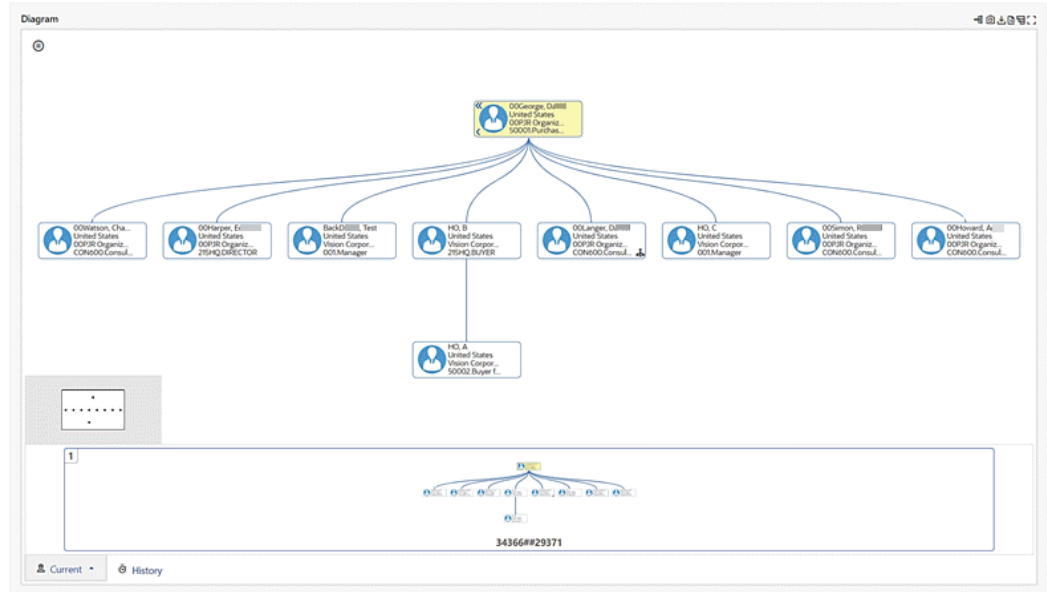 Diagram
00George, D
United States
00PJR Organiz...
50001.Purchas...
00Watson, Cha...
United States
00PJR Organiz...
CON600.Consul...
00Harper, E
United States
00PJR Organiz...
215HQ.DIRECTOR
BackD, Test
United States
Vision Corpor...
001.Manager
HO, B
United States
Vision Corpor...
215HQ.BUYER
00Langer, D
United States
00PJR Organiz...
CON600.Consul...
HO, C
United States
Vision Corpor...
001.Manager
00Simon, R
United States
00PJR Organiz...
CON600.Consul...
00Howard, A
United States
00PJR Organiz...
CON600.Consul...
HO, A
United States
Vision Corpor...
50002.Buyer f...
1
34366##29371
Current
History